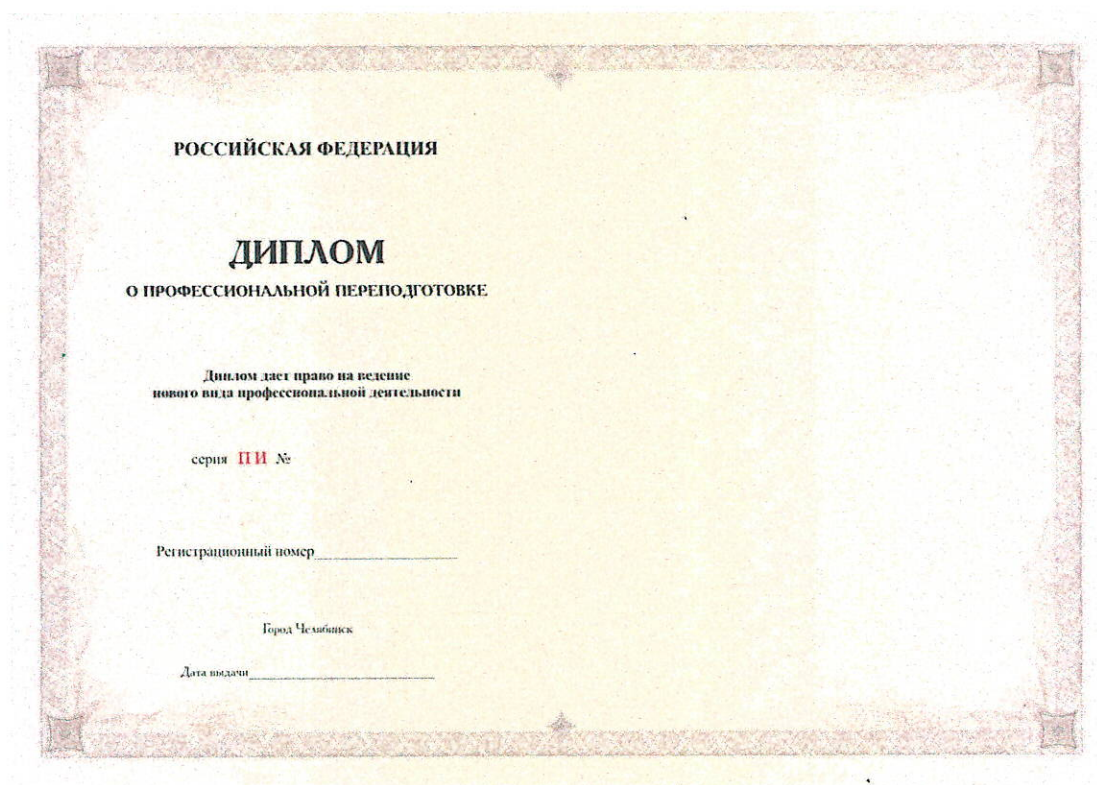 РОССИЙСКАЯ ФЕДЕРАЦИЯ
ДИПЛОМ
О ПРОФЕССИОНАЛЬНОЙ ПЕРЕПОДГОТОВКЕ
Диплом дает право на ведение
нового вида профессиональной деятельности
серия ПИ №
Регистрационный номер
Город Челябинск
Дата выдачи